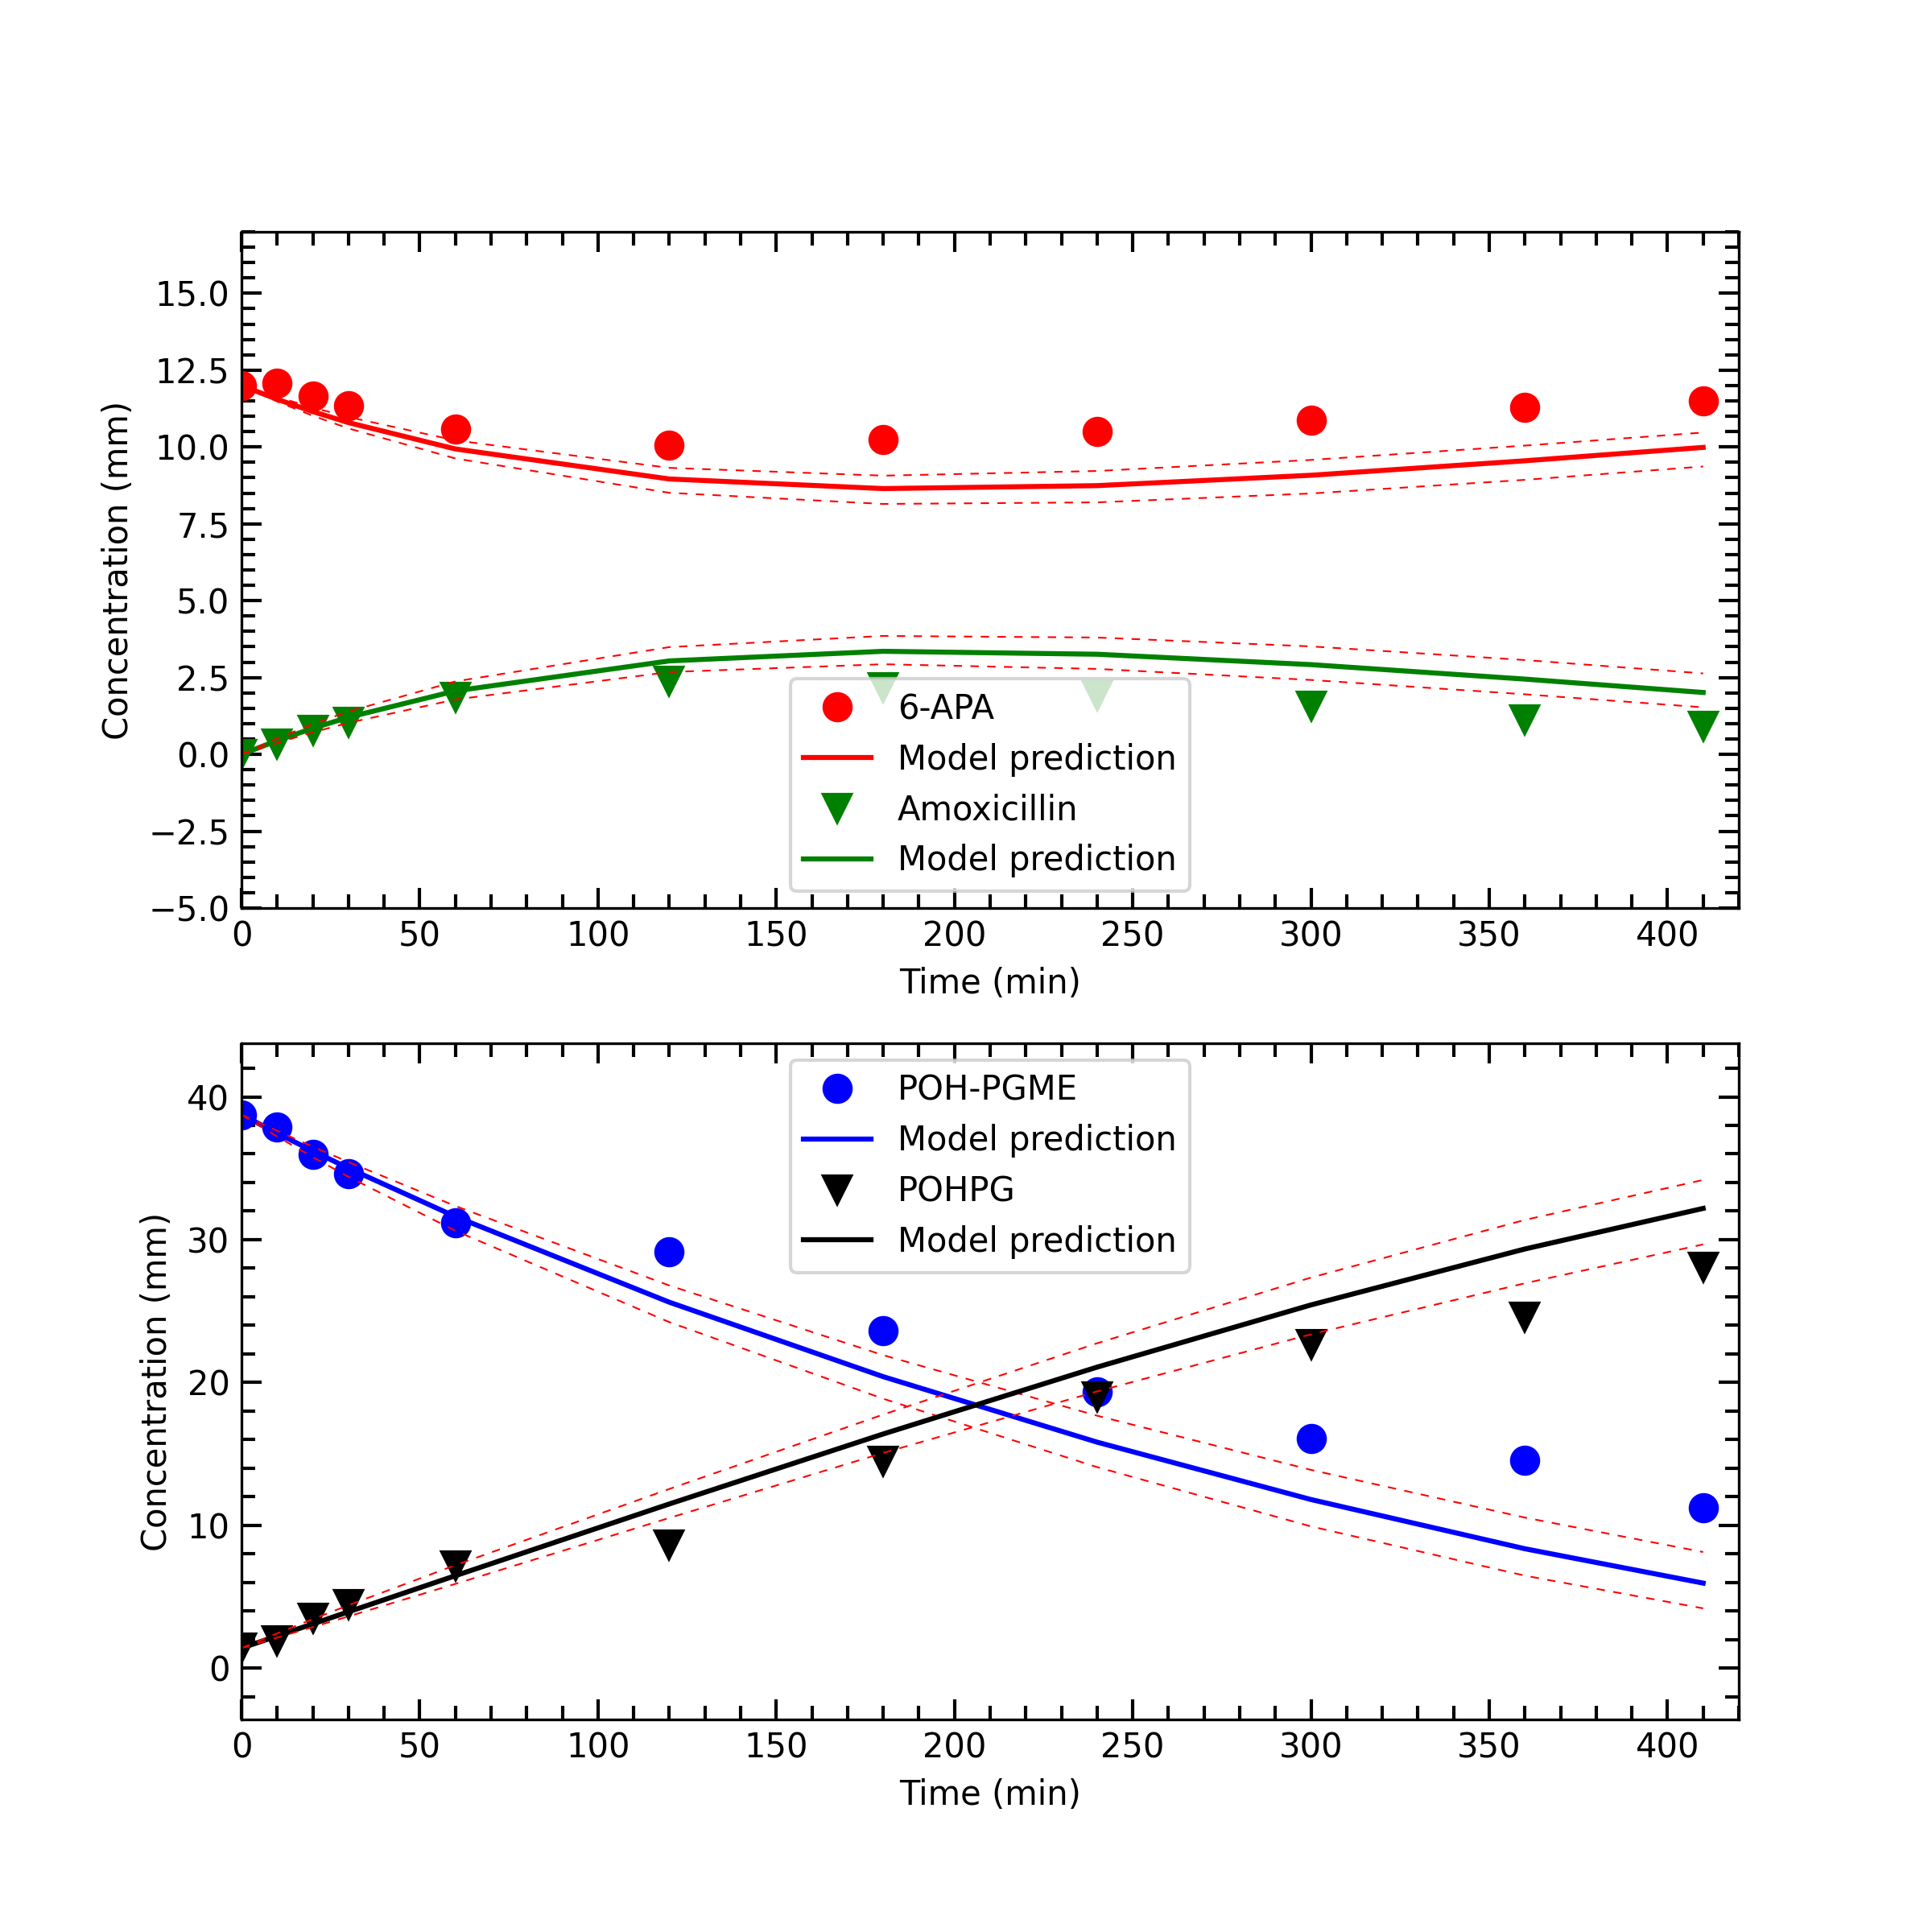 15.0
12.5
10.0
7.5
5.0
2.5
0.0
−2.5
−5.0
Concentration (mm)
6-APA
Model prediction
Amoxicillin
Model prediction
0 50 100 150 200 250 300 350 400
Time (min)
40
30
20
10
0
Concentration (mm)
POH-PGME
Model prediction
POHPG
Model prediction
0 50 100 150 200 250 300 350 400
Time (min)